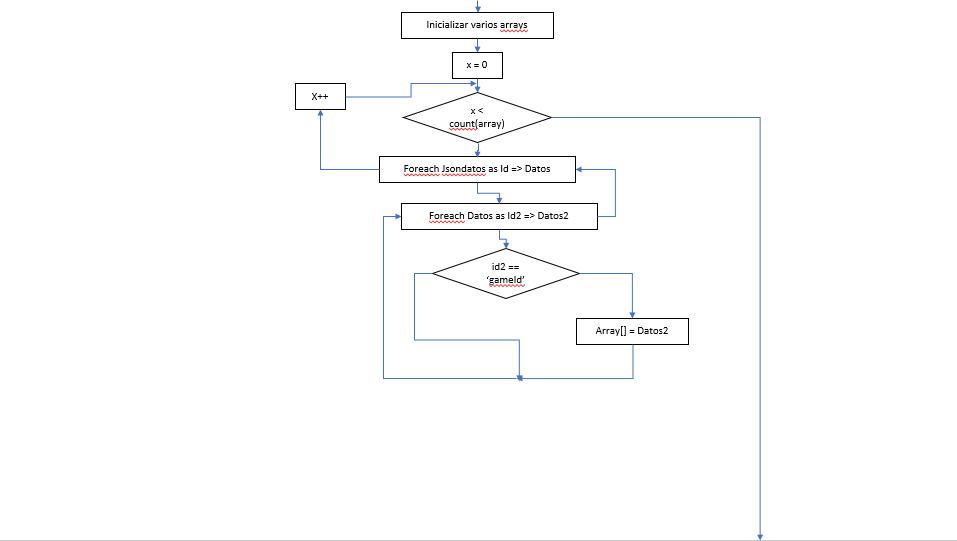 Inicializar varios arrays
x = 0
X++
x <
count(array)
Foreach Jsondatos as Id => Datos
Foreach Datos as Id2 => Datos2
id2 ==
‘gameId’
Array[] = Datos2